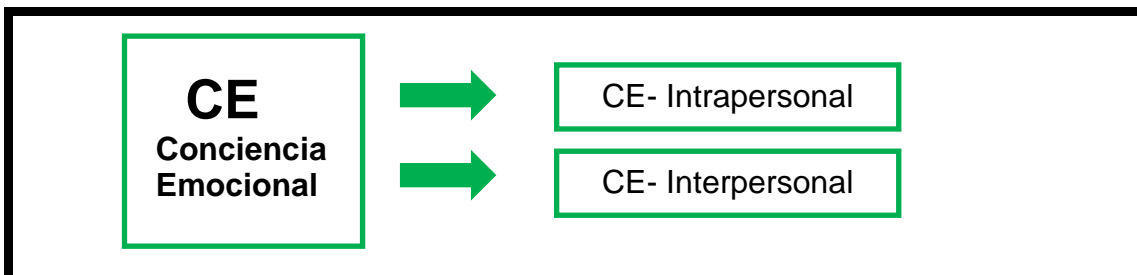 CE
Conciencia
Emocional
CE- Intrapersonal
CE- Interpersonal